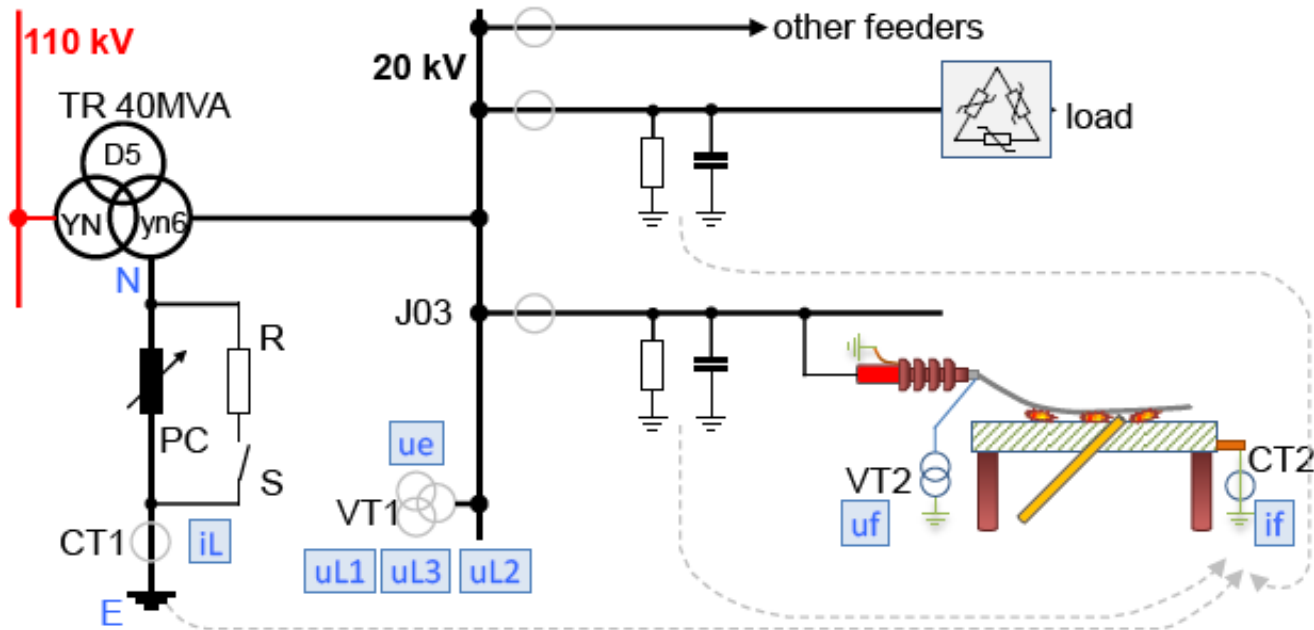 110 kV
other feeders
20 kV
TR 40MVA
D5
load
YN
yn6
N
J03
R
PC
ue
CT2
S
VT2
VT1
CT1
iL
uf
if
uL1
uL3
uL2
E